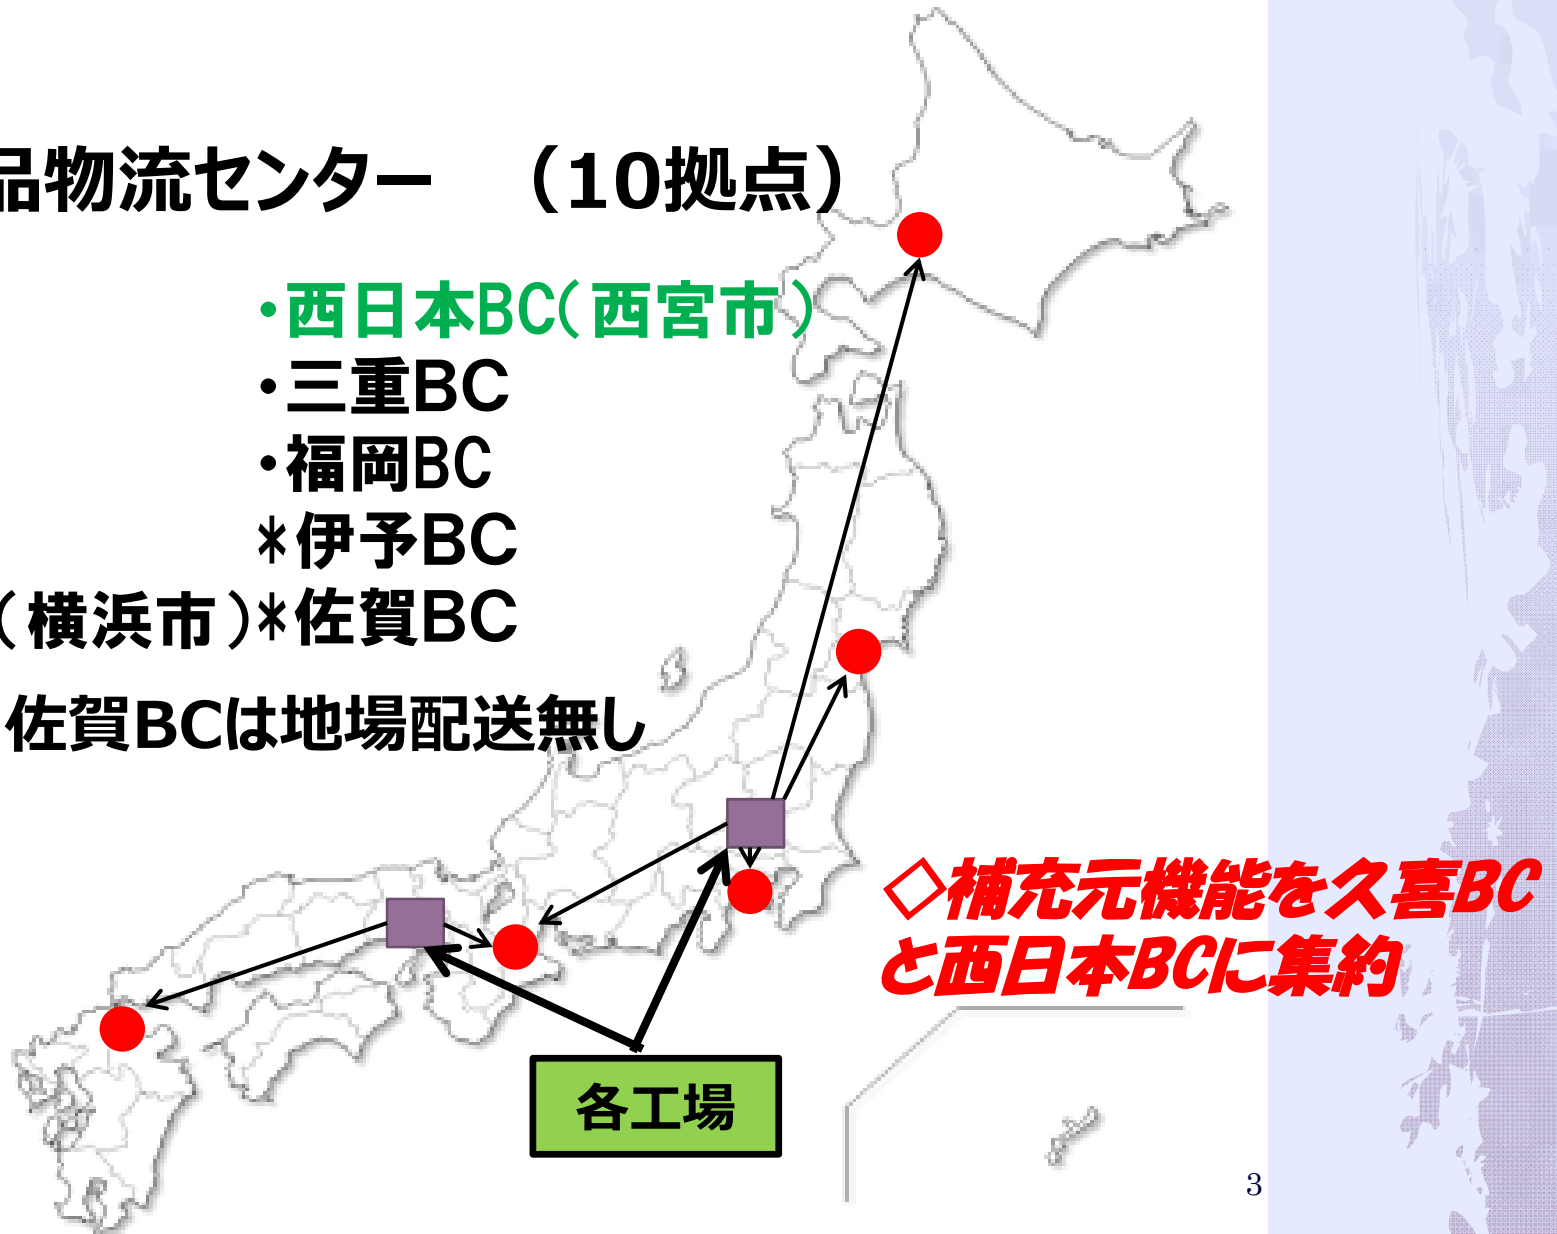 品物流センター （10拠点）
・西日本BC（西宮市）
・三重BC
・福岡BC
*伊予BC
（横浜市）*佐賀BC
佐賀BCは地場配送無し
◇補充元機能を久喜BC
と西日本BCに集約
各工場
3